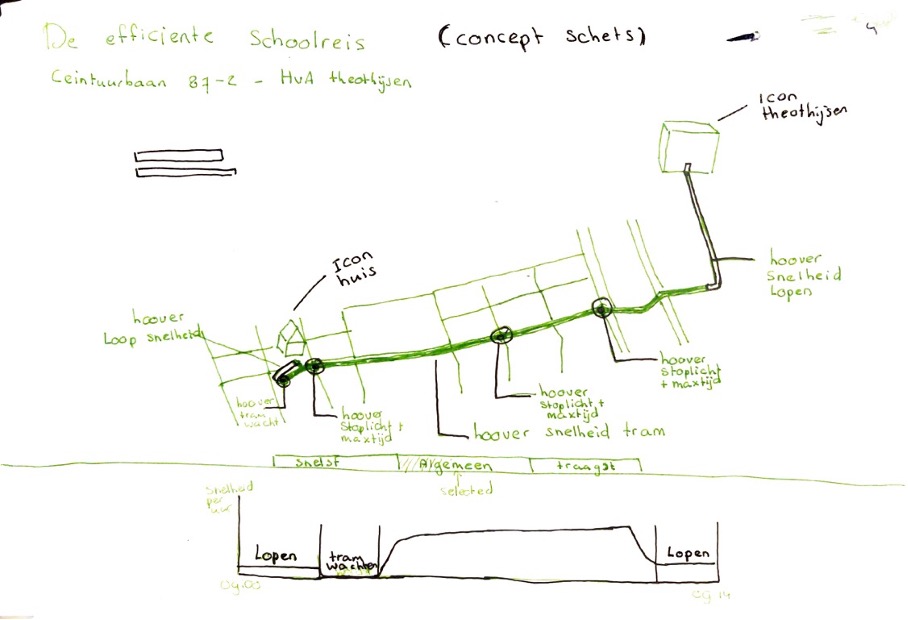 De efficiente Schoolreis (concept schets)
4
Ceintuurbaan 87-2 - HvA theothijsen
Icon
theothijsen
Icon
huis
hoover
Snelheid
Lopen
hoover
Loop snelheid
hoover
tram
wacht
hoover
Stoplicht +
maxtijd
hoover
Stoplicht +
maxtijd
hoover
Stoplicht
+ maxtijd
hoover snelheid tram
snelst
Algemeen
traagst
selected
Snelheid
per
uur
Lopen
tram
wachten
Lopen
09.00
09.14